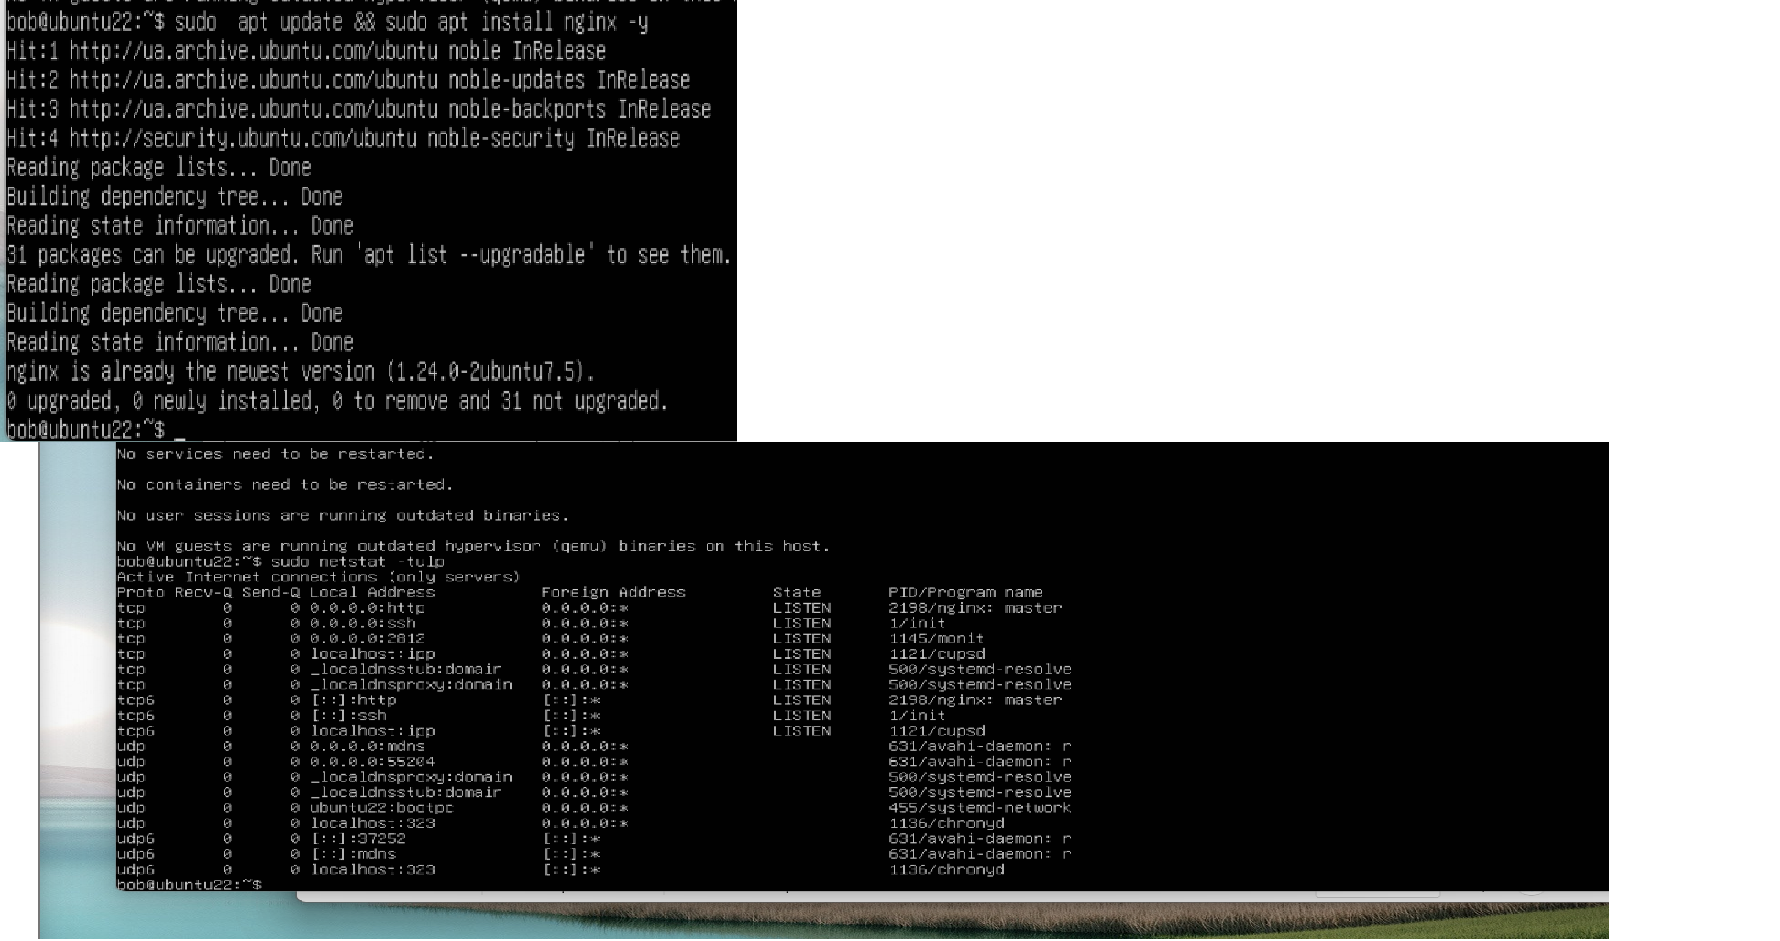 bob@ubuntu22:~$ sudo  apt update && sudo apt install nginx -y
Hit:1 http://ua.archive.ubuntu.com/ubuntu noble InRelease
Hit:2 http://ua.archive.ubuntu.com/ubuntu noble-updates InRelease
Hit:3 http://ua.archive.ubuntu.com/ubuntu noble-backports InRelease
Hit:4 http://security.ubuntu.com/ubuntu noble-security InRelease
Reading package lists... Done
Building dependency tree... Done
Reading state information... Done
31 packages can be upgraded. Run 'apt list --upgradable' to see them.
Reading package lists... Done
Building dependency tree... Done
Reading state information... Done
nginx is already the newest version (1.24.0-2ubuntu7.5).
0 upgraded, 0 newly installed, 0 to remove and 31 not upgraded.
bob@ubuntu22:~$ _
No services need to be restarted.
No containers need to be restarted.
No user sessions are running outdated binaries.
No VM guests are running outdated hypervisor (qemu) binaries on this host.
bob@ubuntu22:~$ sudo netstat -tulp
Active Internet connections (only servers)
Proto Recv-Q Send-Q Local Address           Foreign Address         State       PID/Program name
tcp        0      0 0.0.0.0:http            0.0.0.0:*               LISTEN      2198/nginx: master
tcp        0      0 0.0.0.0:ssh             0.0.0.0:*               LISTEN      1/init
tcp        0      0 0.0.0.0:2812            0.0.0.0:*               LISTEN      1145/monit
tcp        0      0 localhost:ipp           0.0.0.0:*               LISTEN      1121/cupsd
tcp        0      0 _localdnsstub:domain    0.0.0.0:*               LISTEN      500/systemd-resolve
tcp        0      0 _localdnsproxy:domain   0.0.0.0:*               LISTEN      500/systemd-resolve
tcp6       0      0 [::]:http               [::]:*                  LISTEN      2198/nginx: master
tcp6       0      0 [::]:ssh                [::]:*                  LISTEN      1/init
tcp6       0      0 localhost:ipp           [::]:*                  LISTEN      1121/cupsd
udp        0      0 0.0.0.0:mdns            0.0.0.0:*                           631/avahi-daemon: r
udp        0      0 0.0.0.0:55204           0.0.0.0:*                           631/avahi-daemon: r
udp        0      0 _localdnsproxy:domain   0.0.0.0:*                           500/systemd-resolve
udp        0      0 _localdnsstub:domain    0.0.0.0:*                           500/systemd-resolve
udp        0      0 ubuntu22:bootpc         0.0.0.0:*                           455/systemd-network
udp        0      0 localhost:323           0.0.0.0:*                           1136/chronyd
udp6       0      0 [::]:37252              [::]:*                              631/avahi-daemon: r
udp6       0      0 [::]:mdns               [::]:*                              631/avahi-daemon: r
udp6       0      0 localhost:323           [::]:*                              1136/chronyd
bob@ubuntu22:~$